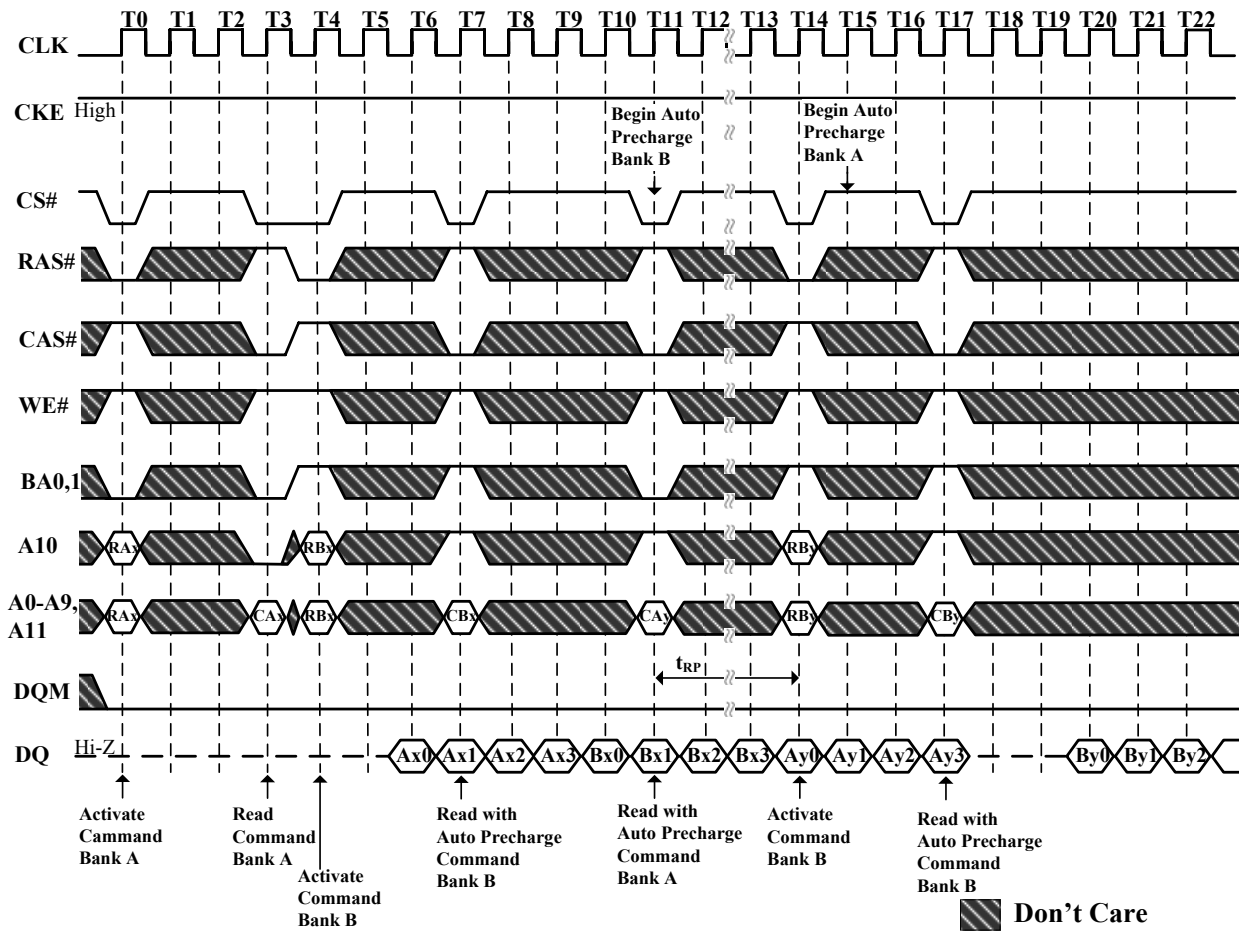 T0 T1 T2 T3 T4 T5 T6 T7 T8 T9 T10 T11 T12 T13 T14 T15 T16 T17 T18 T19 T20 T21 T22
CLK
CKE High
Begin Auto
Precharge
Bank B
Begin Auto
Precharge
Bank A
CS#
RAS#
CAS#
WE#
BA0,1
A10 RAx RBx RBy
A0-A9,
A11
RAx CAx RBx CBx CAy RBy CBy
tRP
DQM
DQ Hi-Z Ax0 Ax1 Ax2 Ax3 Bx0 Bx1 Bx2 Bx3 Ay0 Ay1 Ay2 Ay3 By0 By1 By2
Activate
Cammand
Bank A
Read
Command
Bank A
Activate
Command
Bank B
Read with
Auto Precharge
Command
Bank B
Read with
Auto Precharge
Command
Bank A
Activate
Command
Bank B
Read with
Auto Precharge
Command
Bank B
Don't Care